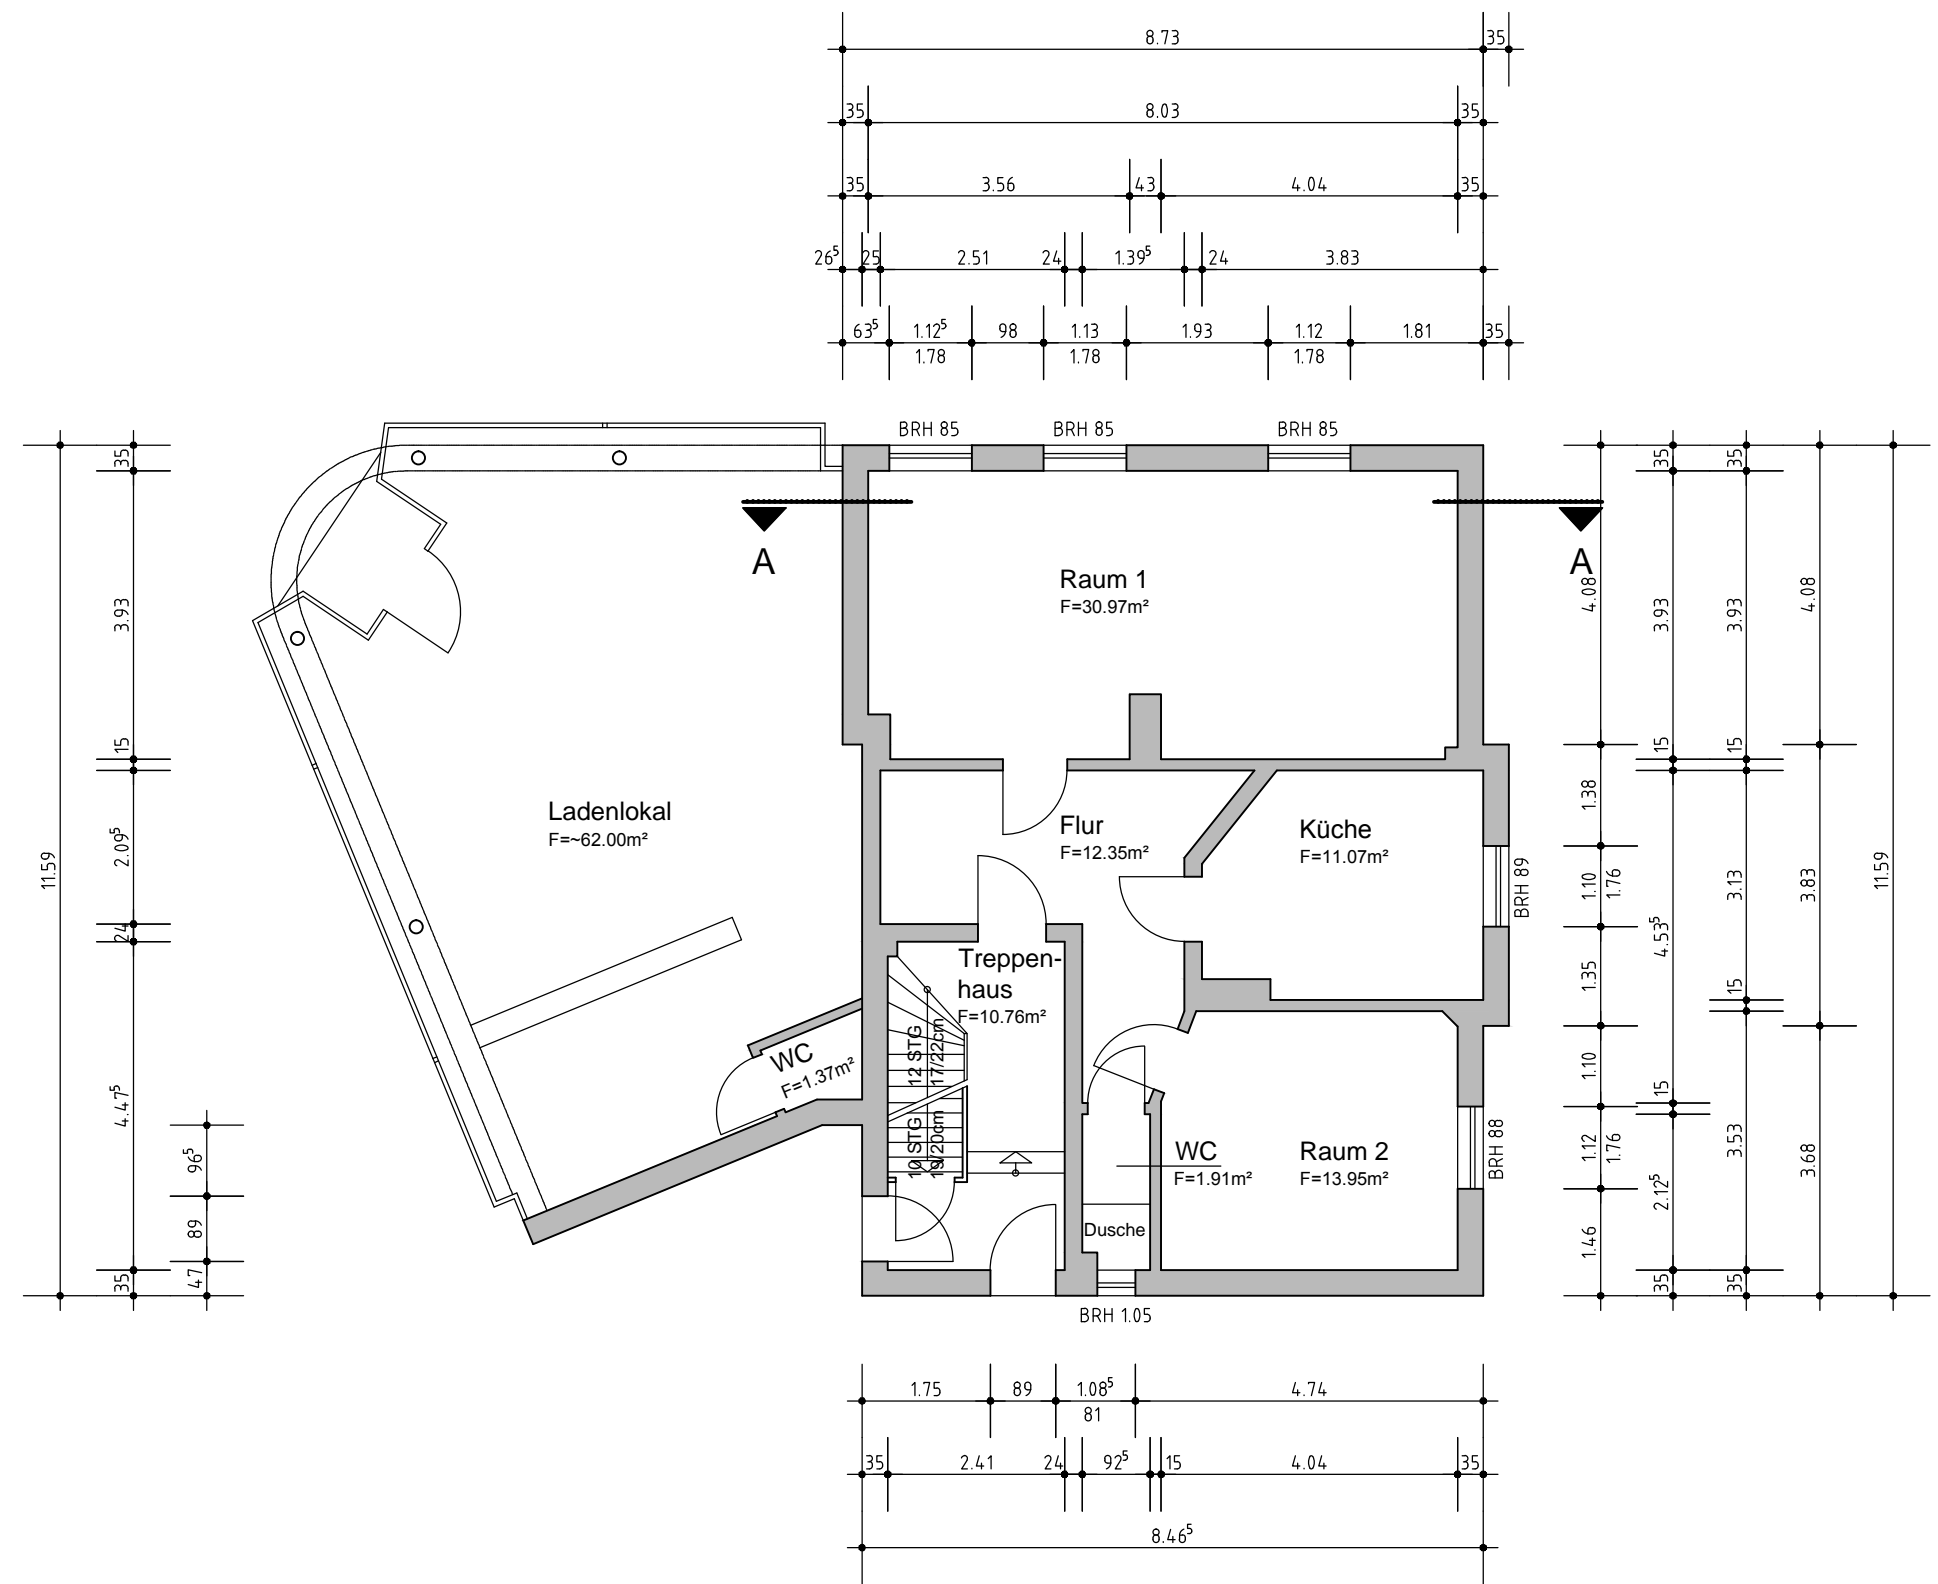 8.73
35
35
8.03
35
35
3.56
43
4.04
35
26⁵
25
2.51
24
1.39⁵
24
3.83
63⁵
1.12⁵
98
1.13
1.93
1.12
1.81
35
1.78
1.78
1.78
BRH 85
BRH 85
BRH 85
11.59
35
3.93
15
2.09⁵
24
4.47⁵
35
96⁵
89
47
A
A
Raum 1
F=30.97m²
Ladenlokal
F=~62.00m²
Flur
F=12.35m²
Küche
F=11.07m²
Treppen-
haus
F=10.76m²
12 STG
17/22cm
10 STG
19/20cm
WC
F=1.37m²
WC
F=1.91m²
Raum 2
F=13.95m²
Dusche
BRH 89
BRH 88
BRH 1.05
4.08
1.38
1.10
1.76
1.35
1.10
1.12
1.76
1.46
35
3.93
15
4.53⁵
15
2.12⁵
35
35
3.93
15
3.13
15
3.53
35
4.08
3.83
3.68
11.59
1.75
89
1.08⁵
4.74
81
35
2.41
24
92⁵
15
4.04
35
8.46⁵